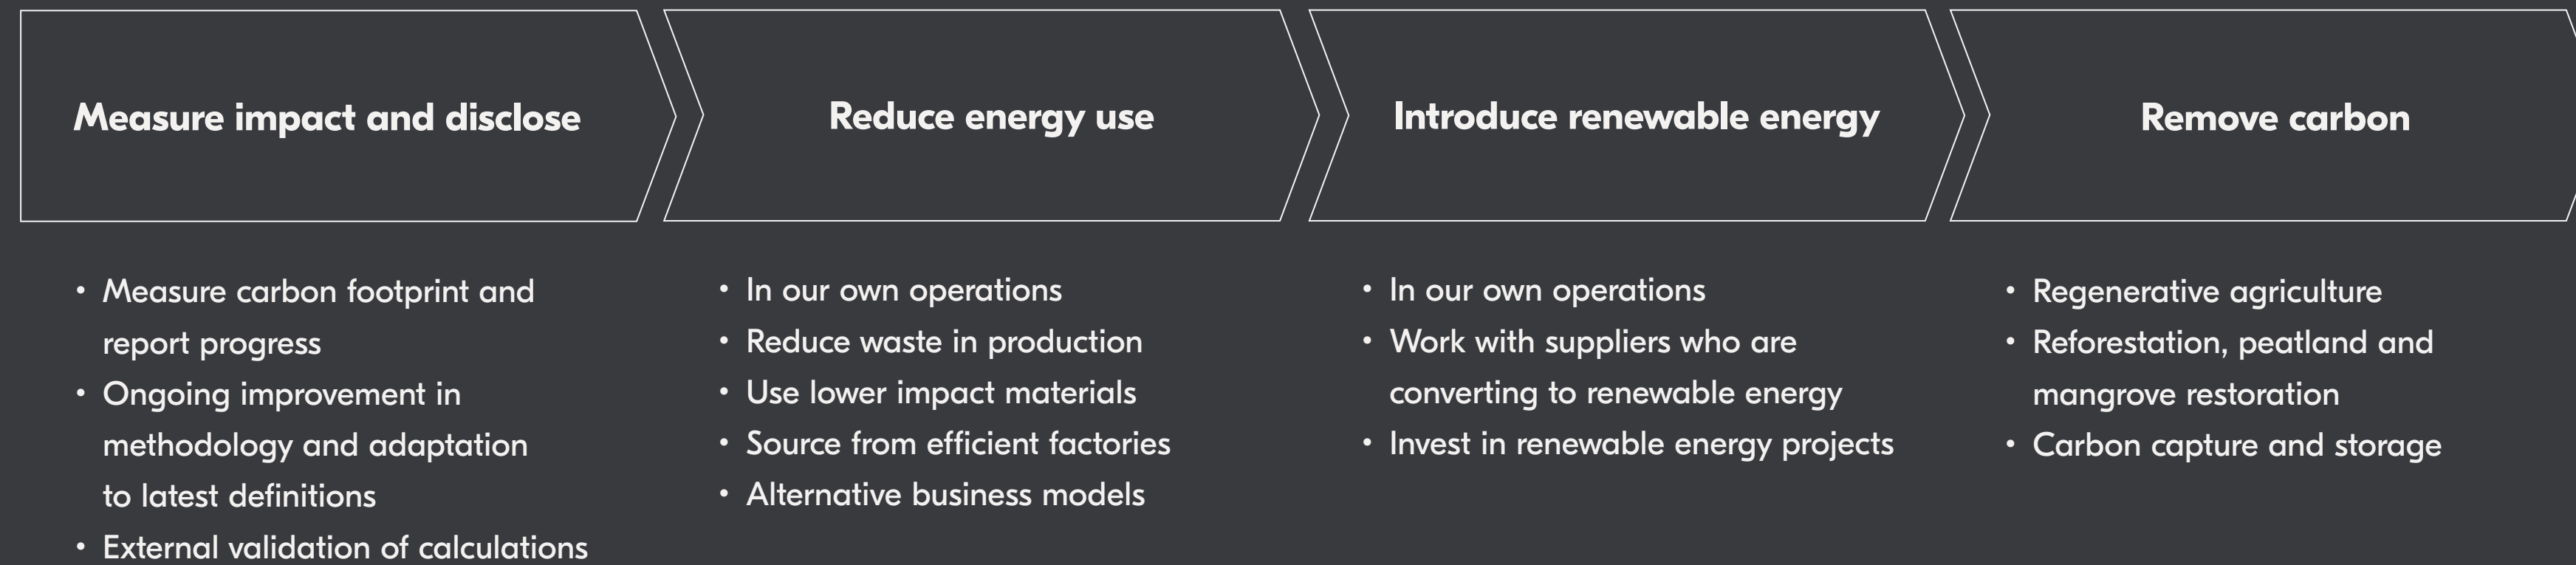 Measure impact and disclose
Reduce energy use
Introduce renewable energy
Remove carbon
• Measure carbon footprint and
report progress
• Ongoing improvement in
methodology and adaptation
to latest definitions
• External validation of calculations
• In our own operations
• Reduce waste in production
• Use lower impact materials
• Source from efficient factories
• Alternative business models
• In our own operations
• Work with suppliers who are
converting to renewable energy
• Invest in renewable energy projects
• Regenerative agriculture
• Reforestation, peatland and
mangrove restoration
• Carbon capture and storage